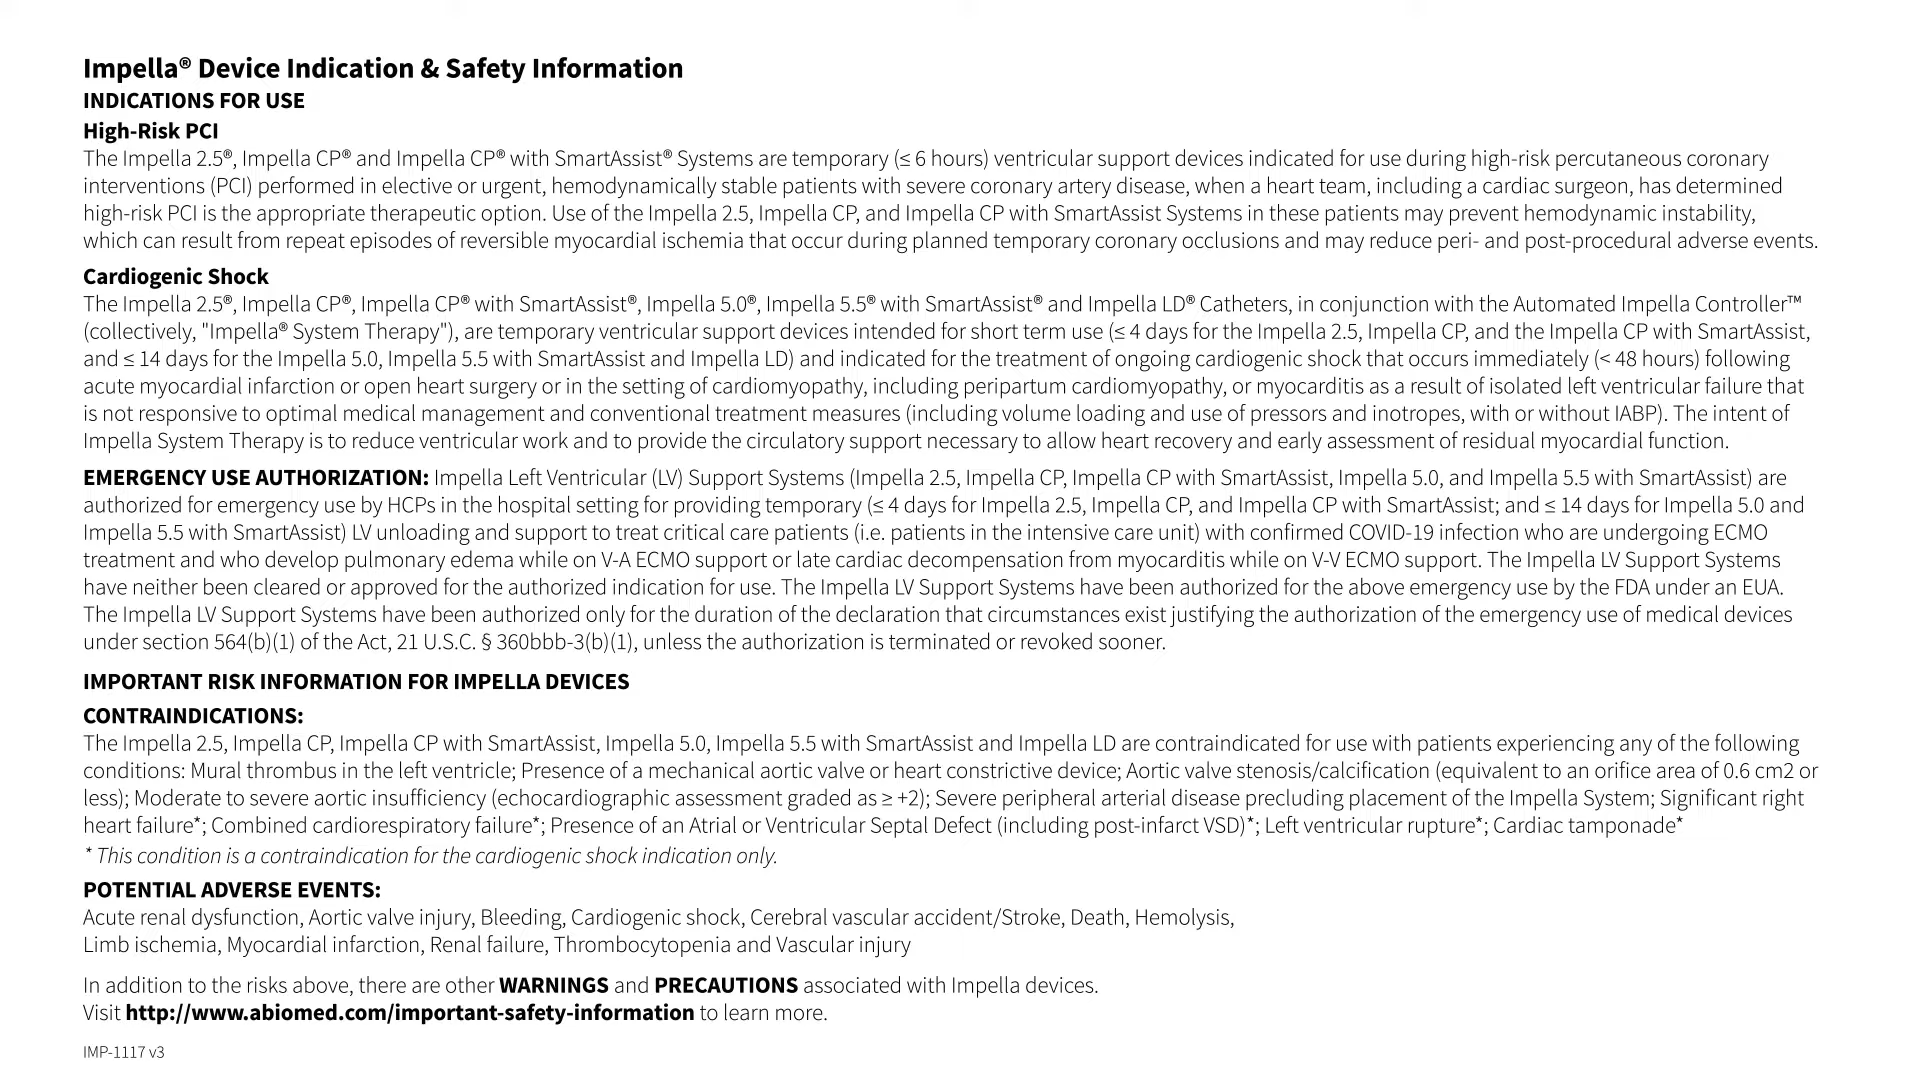 Impella® Device Indication & Safety Information
INDICATIONS FOR USE
High-Risk PCI
The Impella 2.5®, Impella CP® and Impella CP® with SmartAssist® Systems are temporary (≤ 6 hours) ventricular support devices indicated for use during high-risk percutaneous coronary
interventions (PCI) performed in elective or urgent, hemodynamically stable patients with severe coronary artery disease, when a heart team, including a cardiac surgeon, has determined
high-risk PCI is the appropriate therapeutic option. Use of the Impella 2.5, Impella CP, and Impella CP with SmartAssist Systems in these patients may prevent hemodynamic instability,
which can result from repeat episodes of reversible myocardial ischemia that occur during planned temporary coronary occlusions and may reduce peri- and post-procedural adverse events.
Cardiogenic Shock
The Impella 2.5®, Impella CP®, Impella CP® with SmartAssist®, Impella 5.0®, Impella 5.5® with SmartAssist® and Impella LD® Catheters, in conjunction with the Automated Impella Controller™
(collectively, "Impella® System Therapy"), are temporary ventricular support devices intended for short term use (≤ 4 days for the Impella 2.5, Impella CP, and the Impella CP with SmartAssist,
and ≤ 14 days for the Impella 5.0, Impella 5.5 with SmartAssist and Impella LD) and indicated for the treatment of ongoing cardiogenic shock that occurs immediately (< 48 hours) following
acute myocardial infarction or open heart surgery or in the setting of cardiomyopathy, including peripartum cardiomyopathy, or myocarditis as a result of isolated left ventricular failure that
is not responsive to optimal medical management and conventional treatment measures (including volume loading and use of pressors and inotropes, with or without IABP). The intent of
Impella System Therapy is to reduce ventricular work and to provide the circulatory support necessary to allow heart recovery and early assessment of residual myocardial function.
EMERGENCY USE AUTHORIZATION: Impella Left Ventricular (LV) Support Systems (Impella 2.5, Impella CP, Impella CP with SmartAssist, Impella 5.0, and Impella 5.5 with SmartAssist) are
authorized for emergency use by HCPs in the hospital setting for providing temporary (≤ 4 days for Impella 2.5, Impella CP, and Impella CP with SmartAssist; and ≤ 14 days for Impella 5.0 and
Impella 5.5 with SmartAssist) LV unloading and support to treat critical care patients (i.e. patients in the intensive care unit) with confirmed COVID-19 infection who are undergoing ECMO
treatment and who develop pulmonary edema while on V-A ECMO support or late cardiac decompensation from myocarditis while on V-V ECMO support. The Impella LV Support Systems
have neither been cleared or approved for the authorized indication for use. The Impella LV Support Systems have been authorized for the above emergency use by the FDA under an EUA.
The Impella LV Support Systems have been authorized only for the duration of the declaration that circumstances exist justifying the authorization of the emergency use of medical devices
under section 564(b)(1) of the Act, 21 U.S.C. § 360bbb-3(b)(1), unless the authorization is terminated or revoked sooner.
IMPORTANT RISK INFORMATION FOR IMPELLA DEVICES
CONTRAINDICATIONS:
The Impella 2.5, Impella CP, Impella CP with SmartAssist, Impella 5.0, Impella 5.5 with SmartAssist and Impella LD are contraindicated for use with patients experiencing any of the following
conditions: Mural thrombus in the left ventricle; Presence of a mechanical aortic valve or heart constrictive device; Aortic valve stenosis/calcification (equivalent to an orifice area of 0.6 cm2 or
less); Moderate to severe aortic insufficiency (echocardiographic assessment graded as ≥ +2); Severe peripheral arterial disease precluding placement of the Impella System; Significant right
heart failure*; Combined cardiorespiratory failure*; Presence of an Atrial or Ventricular Septal Defect (including post-infarct VSD)*; Left ventricular rupture*; Cardiac tamponade*
* This condition is a contraindication for the cardiogenic shock indication only.
POTENTIAL ADVERSE EVENTS:
Acute renal dysfunction, Aortic valve injury, Bleeding, Cardiogenic shock, Cerebral vascular accident/Stroke, Death, Hemolysis,
Limb ischemia, Myocardial infarction, Renal failure, Thrombocytopenia and Vascular injury
In addition to the risks above, there are other WARNINGS and PRECAUTIONS associated with Impella devices.
Visit http://www.abiomed.com/important-safety-information to learn more.
IMP-1117 v3